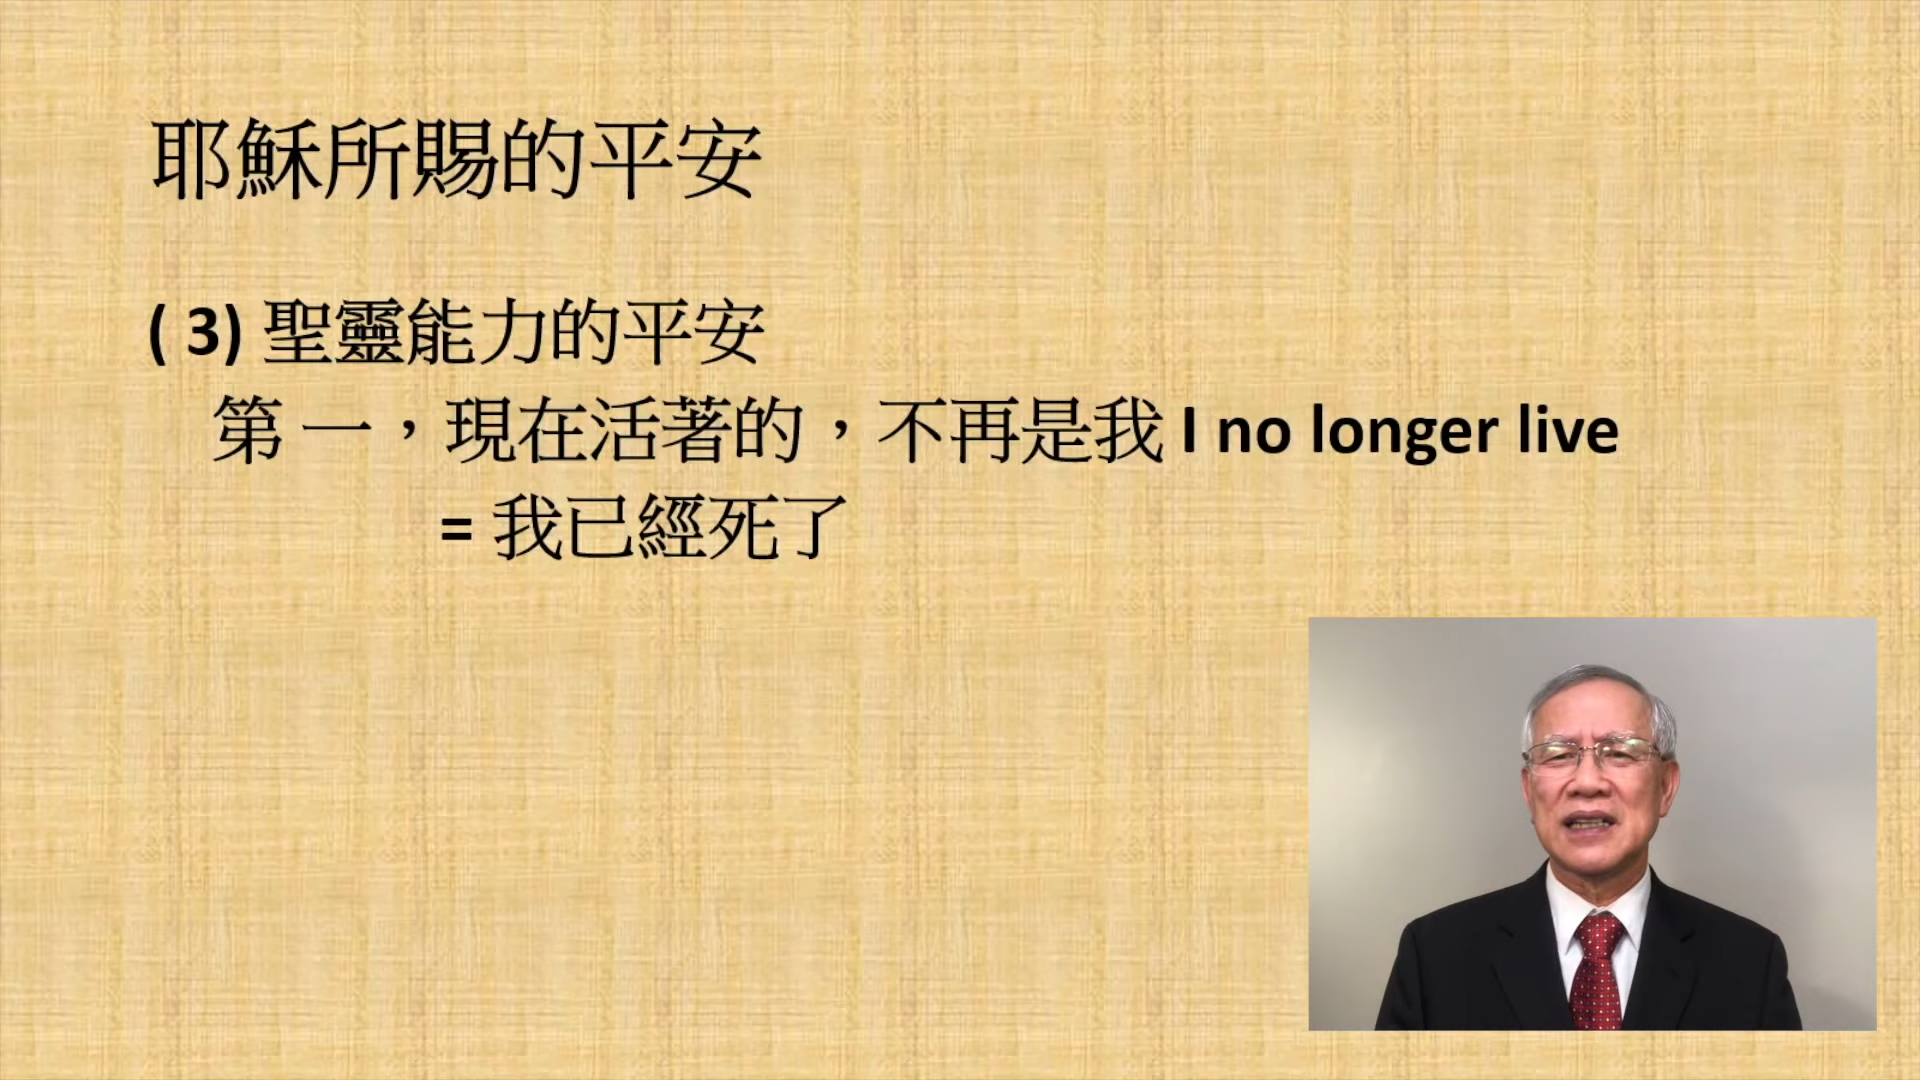 耶穌所賜的平安
( 3) 聖靈能力的平安
第 一，現在活著的，不再是我 I no longer live
= 我已經死了